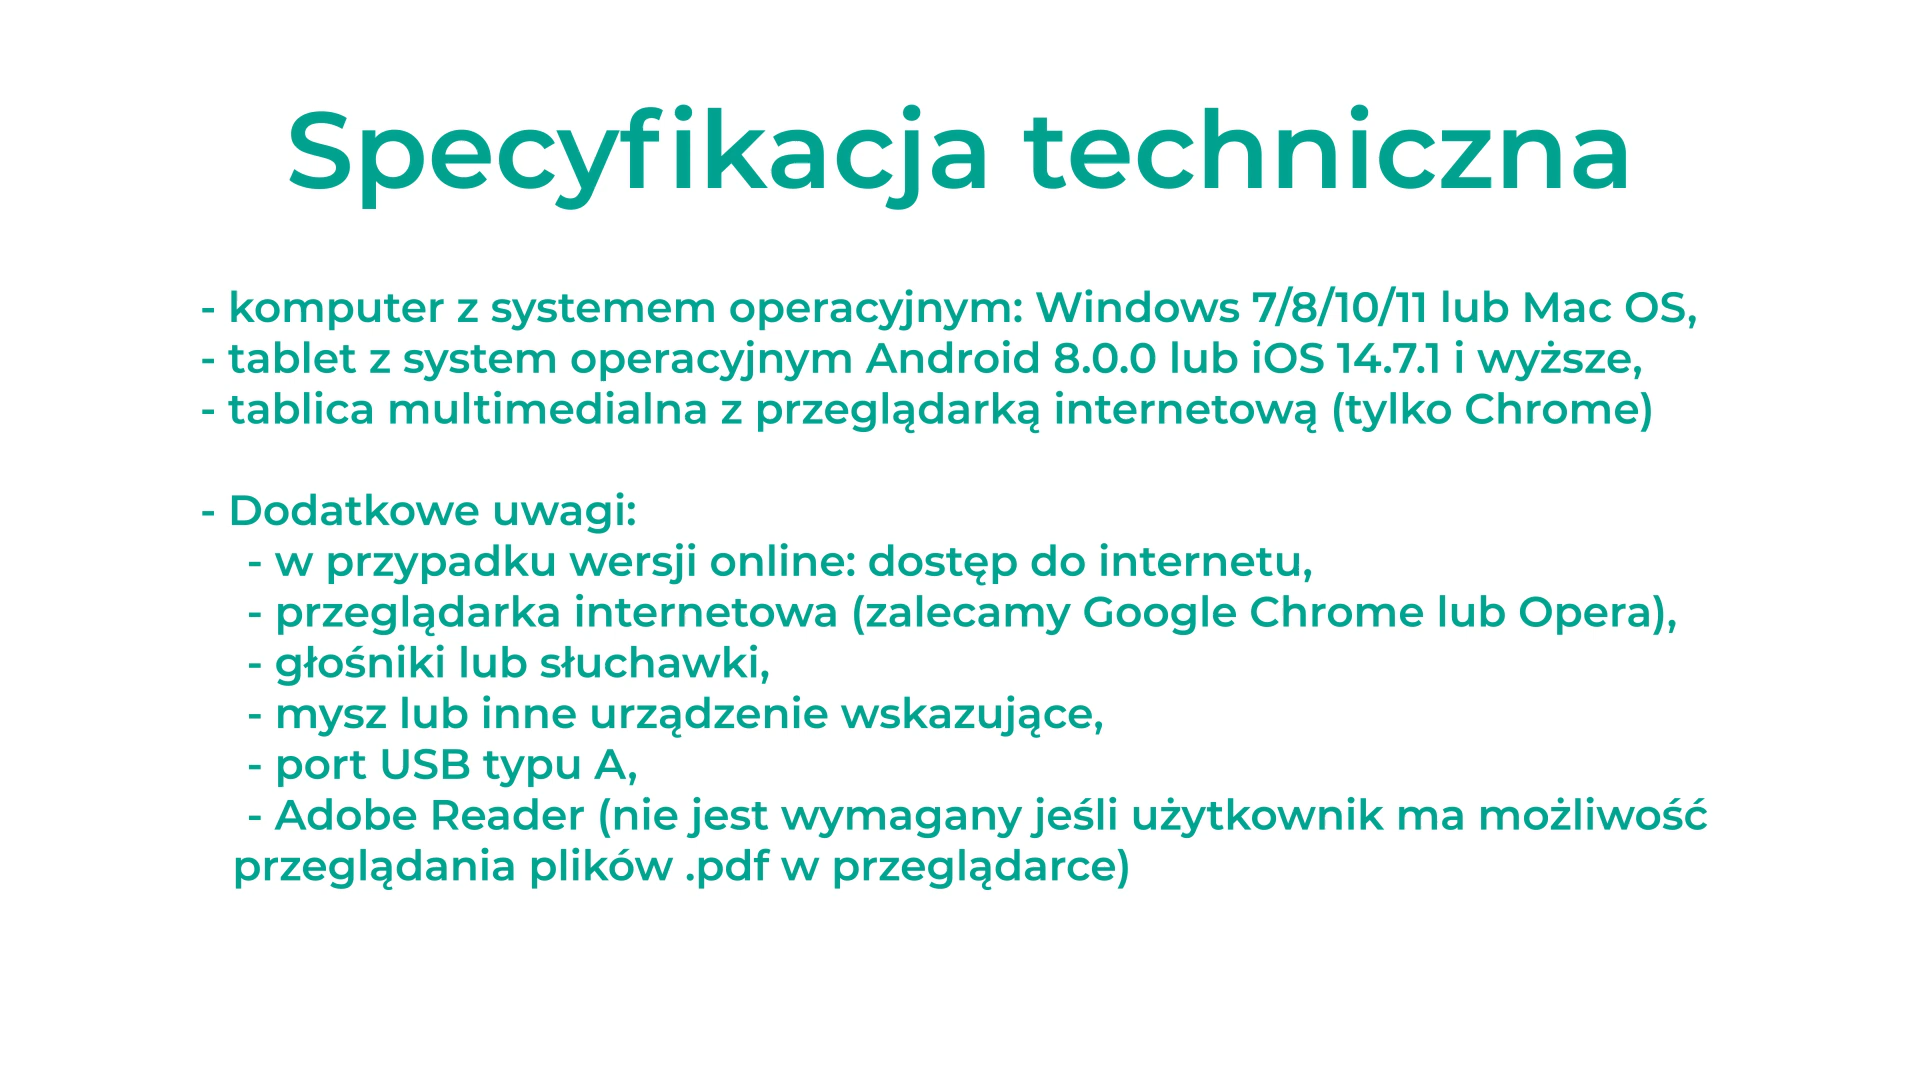 Specyfikacja techniczna
- komputer z systemem operacyjnym: Windows 7/8/10/11 lub Mac OS,
- tablet z system operacyjnym Android 8.0.0 lub iOS 14.7.1 i wyższe,
- tablica multimedialna z przeglądarką internetową (tylko Chrome)
- Dodatkowe uwagi:
- w przypadku wersji online: dostęp do internetu,
- przeglądarka internetowa (zalecamy Google Chrome lub Opera),
- głośniki lub słuchawki,
- mysz lub inne urządzenie wskazujące,
- port USB typu A,
- Adobe Reader (nie jest wymagany jeśli użytkownik ma możliwość
przeglądania plików .pdf w przeglądarce)